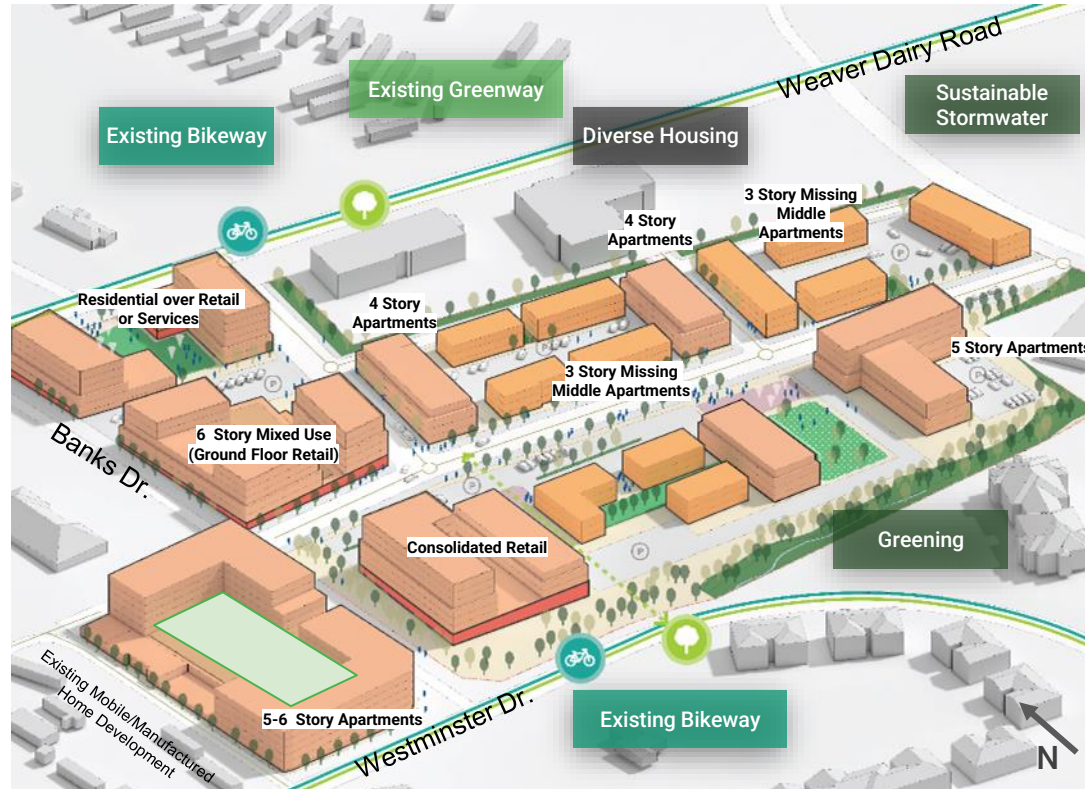 Weaver Dairy Road
Existing Greenway
Sustainable
Stormwater
Existing Bikeway
Diverse Housing
3 Story Missing
Middle
Apartments
4 Story
Apartments
Residential over Retail
or Services
4 Story
Apartments
P
P
P
5 Story Apartments
P
3 Story Missing
Middle Apartments
6 Story Mixed Use
(Ground Floor Retail)
Banks Dr.
P
Consolidated Retail
P
Greening
Existing Mobile/Manufactured
Home Development
5-6 Story Apartments
Westminster Dr.
Existing Bikeway
N